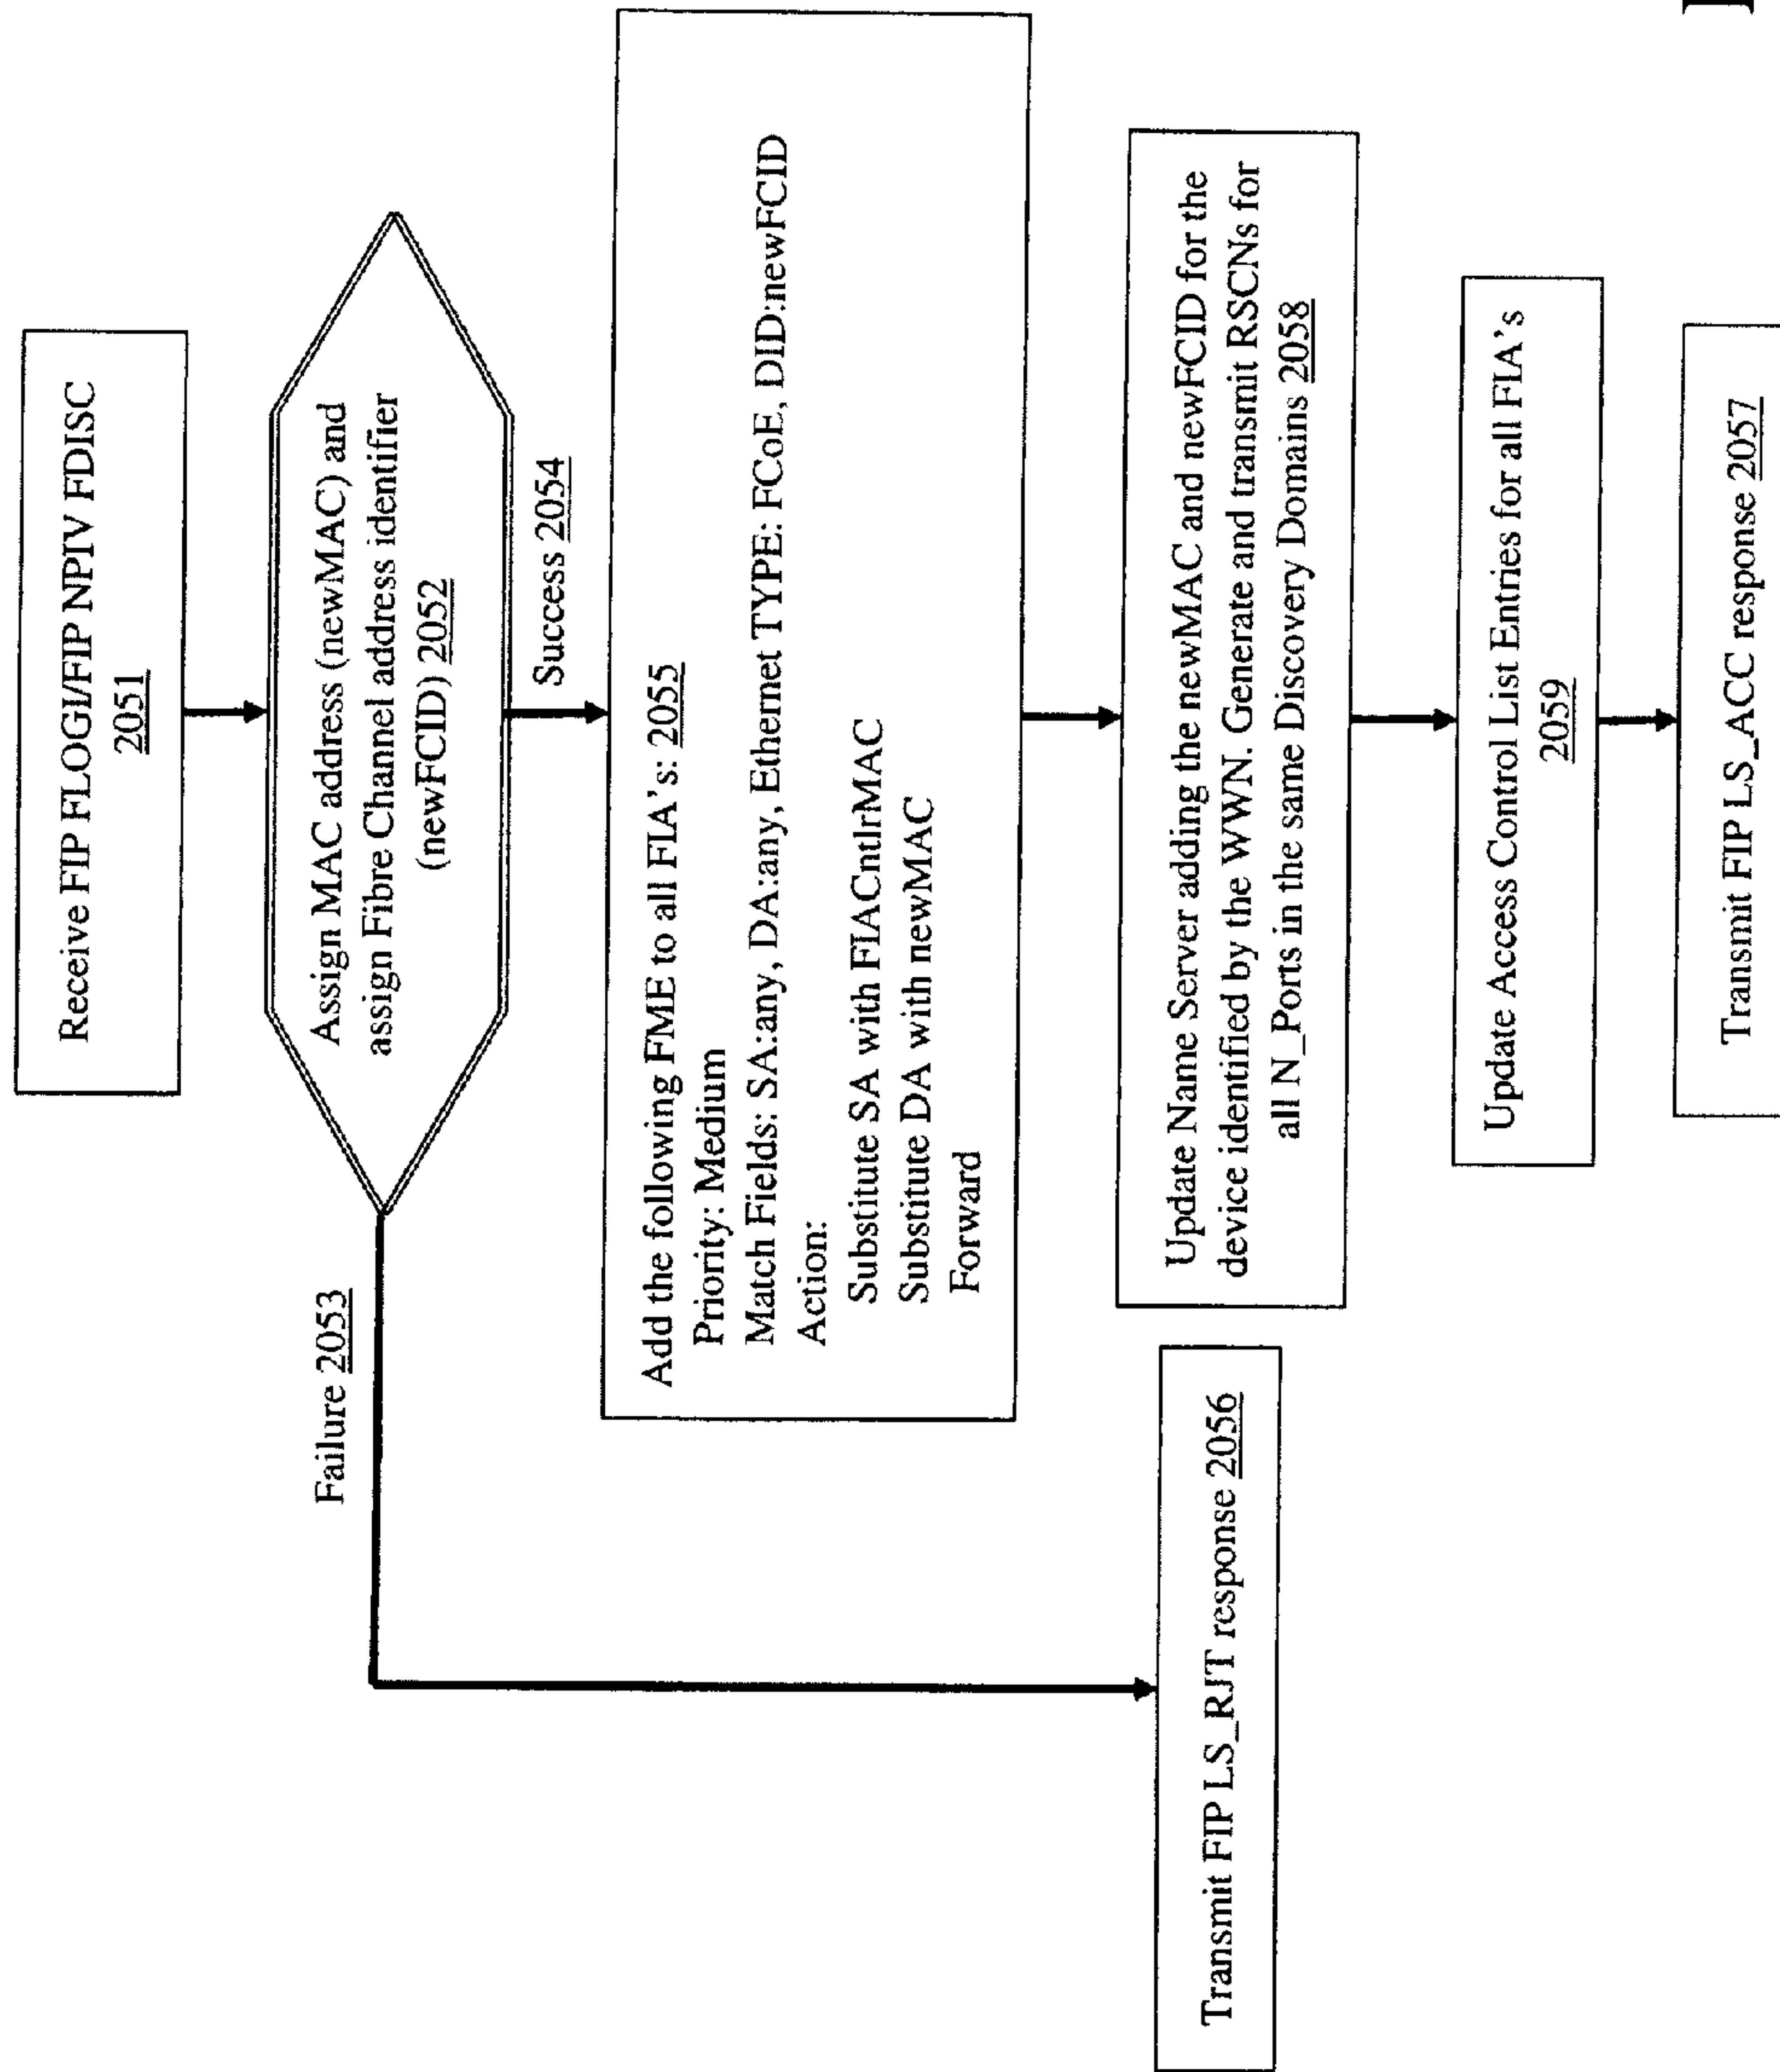 Receive FIP FLOGI/FIP NPIV FDISC
2051
Assign MAC address (newMAC) and
assign Fibre Channel address identifier
(newFCID) 2052
Failure 2053
Success 2054
Add the following FME to all FIA's: 2055
Priority: Medium
Match Fields: SA:any, DA:any, Ethernet TYPE: FCoE, DID:newFCID
Action:
Substitute SA with FIACntlrMAC
Substitute DA with newMAC
Forward
Update Name Server adding the newMAC and newFCID for the
device identified by the WWN. Generate and transmit RSCNs for
all N_Ports in the same Discovery Domains 2058
Transmit FIP LS_RJT response 2056
Update Access Control List Entries for all FIA's
2059
Transmit FIP LS_ACC response 2057